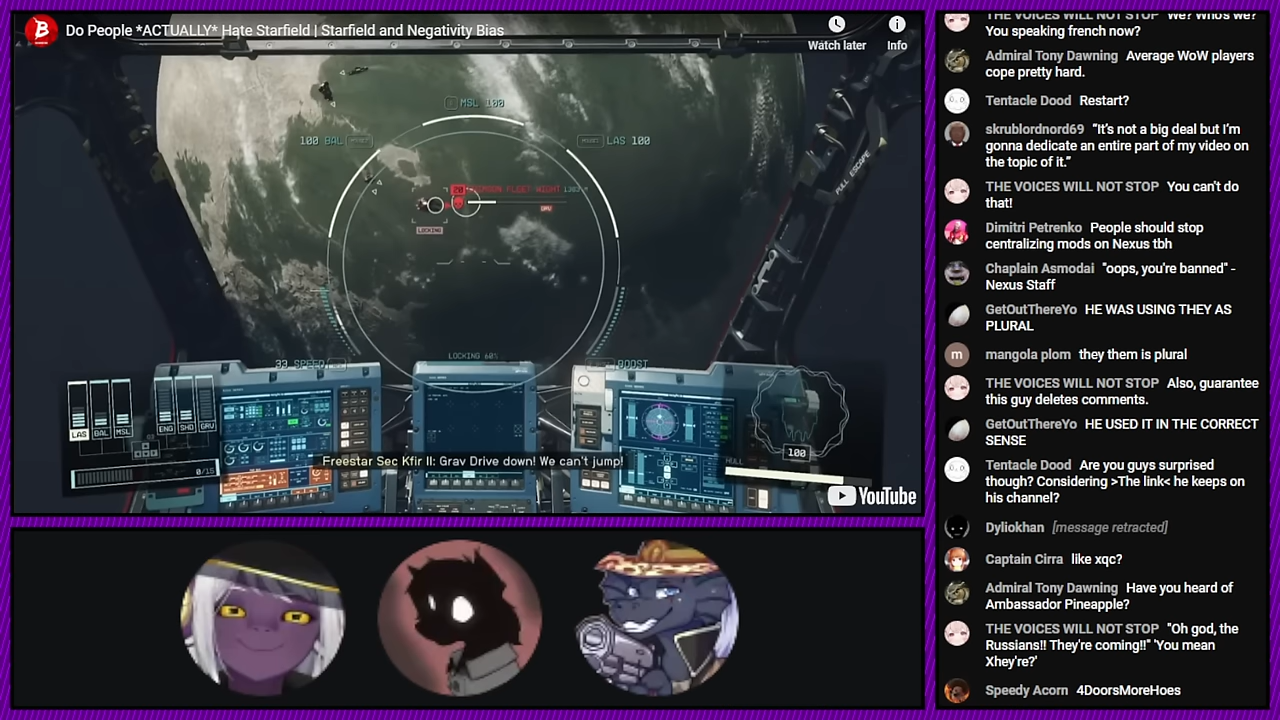 Do People *ACTUALLY* Hate Starfield | Starfield and Negativity Bias
Watch later
Info
MSL 100
100 BAL
LAS 100
LOCKING
PULL ESCAPE
LOCKING 60%
33 SPEED
BOOST
LAS
BAL
MSL
ENG
SHD
GRV
0/15
HULL
100
Freestar Sec Kfir II: Grav Drive down! We can't jump!
YouTube
THE VOICES WILL NOT STOP We? Who's we?
You speaking french now?
Admiral Tony Dawning Average WoW players
cope pretty hard.
Tentacle Dood Restart?
skrublordnord69 “It’s not a big deal but I’m
gonna dedicate an entire part of my video on
the topic of it.”
THE VOICES WILL NOT STOP You can't do
that!
Dimitri Petrenko People should stop
centralizing mods on Nexus tbh
Chaplain Asmodai "oops, you're banned" -
Nexus Staff
GetOutThereYo HE WAS USING THEY AS
PLURAL
m
mangola plom they them is plural
THE VOICES WILL NOT STOP Also, guarantee
this guy deletes comments.
GetOutThereYo HE USED IT IN THE CORRECT
SENSE
Tentacle Dood Are you guys surprised
though? Considering >The link< he keeps on
his channel?
Dyliokhan [message retracted]
Captain Cirra like xqc?
Admiral Tony Dawning Have you heard of
Ambassador Pineapple?
THE VOICES WILL NOT STOP "Oh god, the
Russians!! They're coming!!" 'You mean
Xhey're?'
Speedy Acorn 4DoorsMoreHoes